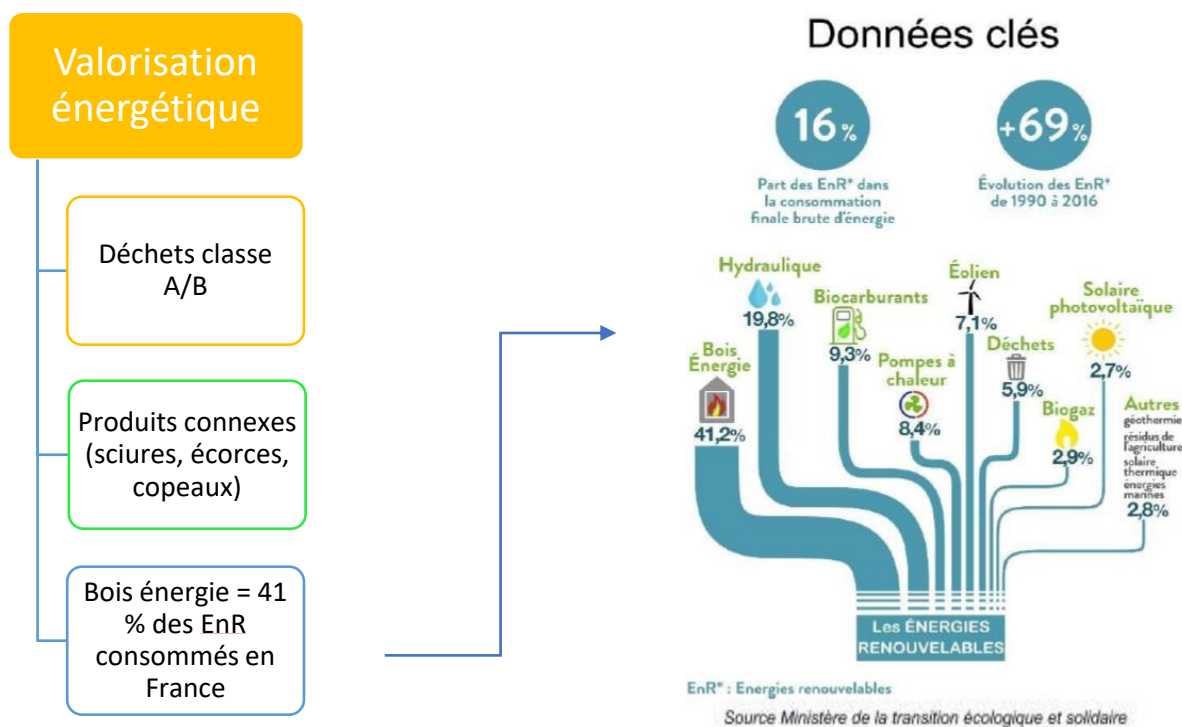 Valorisation
énergétique
Déchets classe
A/B
Produits connexes
(sciures, écorces,
copeaux)
Bois énergie = 41
% des EnR
consommés en
France
Données clés
16%
Part des EnR* dans
la consommation
finale brute d'énergie
+69%
Évolution des EnR*
de 1990 à 2016
Bois
Énergie
41,2%
Hydraulique
19,8%
Biocarburants
9,3%
Pompes à
chaleur
8,4%
Éolien
7,1%
Déchets
5,9%
Biogaz
2,9%
Solaire
photovoltaïque
2,7%
Autres
géothermie
résidus de
l'agriculture
solaire
thermique
énergies
marines
2,8%
Les ÉNERGIES
RENOUVELABLES
EnR* : Energies renouvelables
Source Ministère de la transition écologique et solidaire